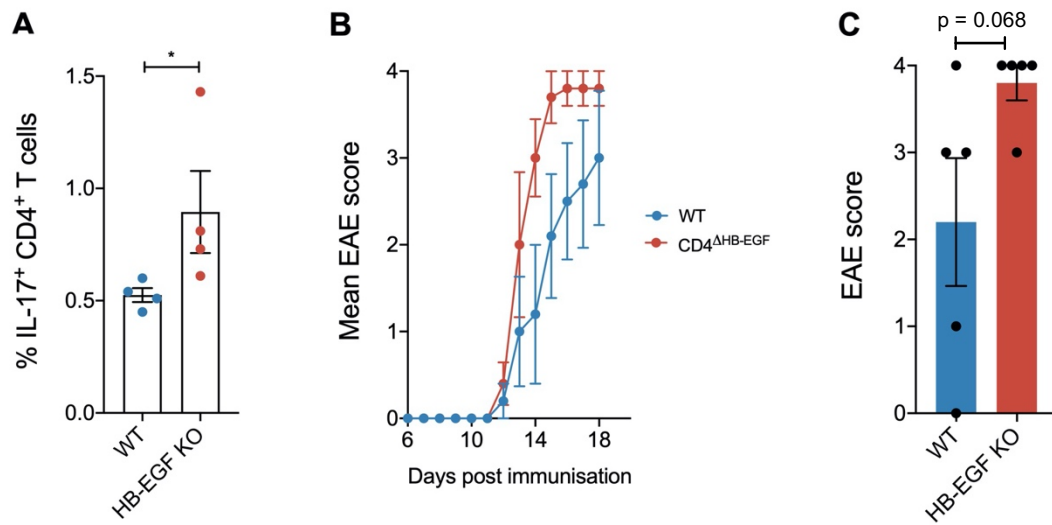 A
*
% IL-17⁺ CD4⁺ T cells
1.5
1.0
0.5
0.0
WT
HB-EGF KO
B
Mean EAE score
4
3
2
1
0
6
10
14
18
Days post immunisation
WT
CD4ΔHB-EGF
C
p = 0.068
EAE score
4
3
2
1
0
WT
HB-EGF KO